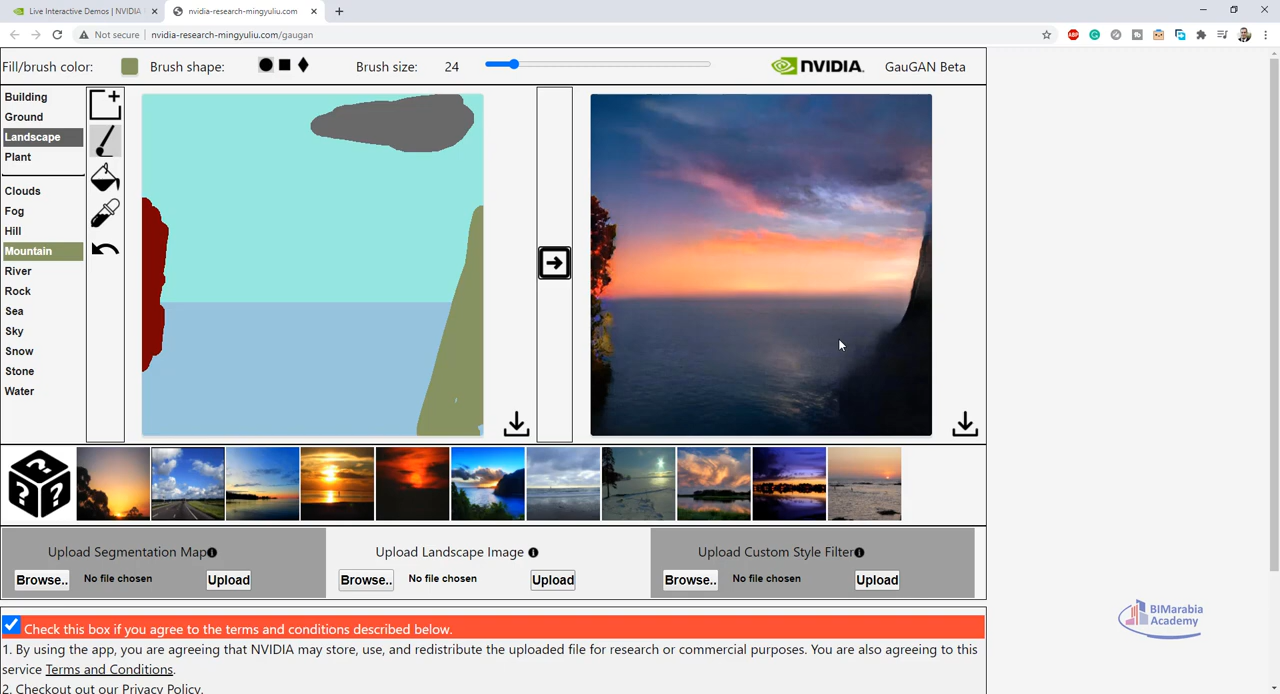 Live Interactive Demos | NVIDIA
nvidia-research-mingyuliu.com
Not secure
nvidia-research-mingyuliu.com/gaugan
ABP
Fill/brush color:
Brush shape:
Brush size:
24
NVIDIA.
GauGAN Beta
Building
Ground
Landscape
Plant
Clouds
Fog
Hill
Mountain
River
Rock
Sea
Sky
Snow
Stone
Water
Upload Segmentation Map
Browse..
No file chosen
Upload
Upload Landscape Image
Browse..
No file chosen
Upload
Upload Custom Style Filter
Browse..
No file chosen
Upload
Check this box if you agree to the terms and conditions described below.
1. By using the app, you are agreeing that NVIDIA may store, use, and redistribute the uploaded file for research or commercial purposes. You are also agreeing to this
service Terms and Conditions.
2. Checkout out our Privacy Policy.
BIMarabia
Academy